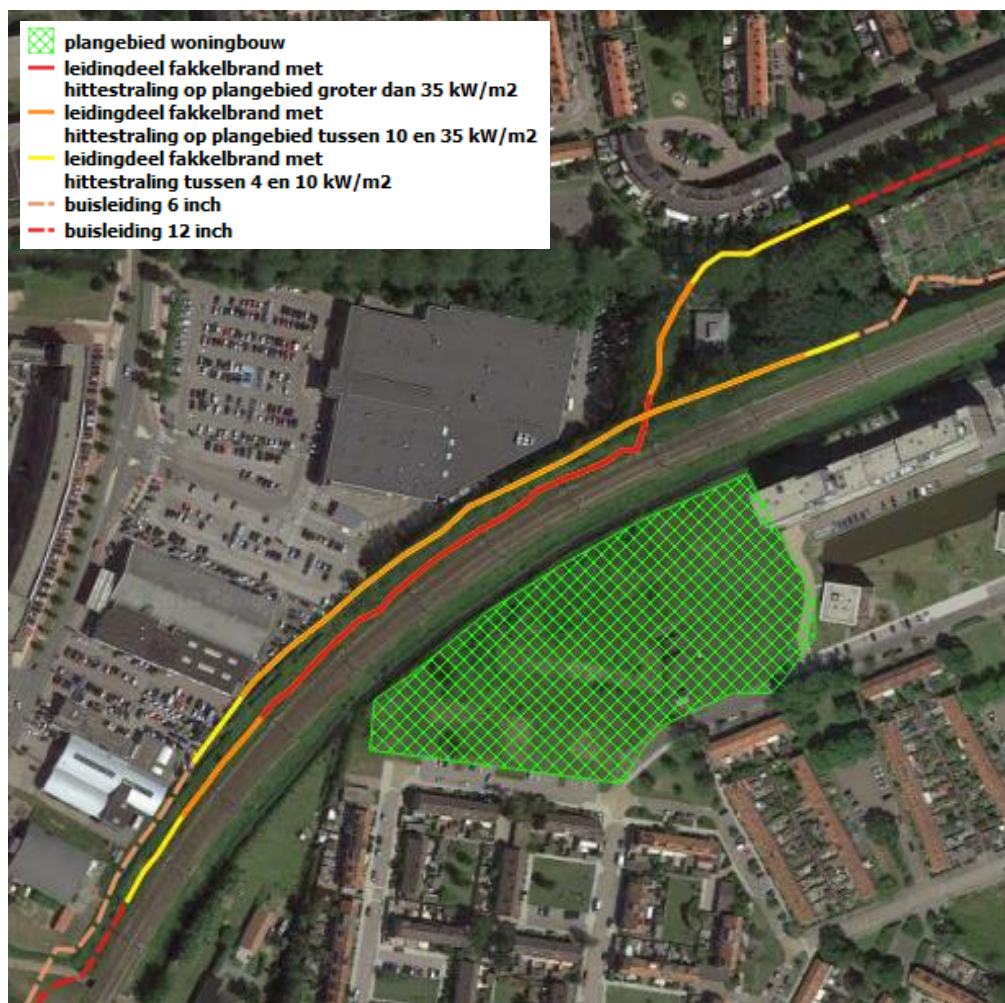 plangebied woningbouw
leidingdeel fakkelbrand met
hittestraling op plangebied groter dan 35 kW/m2
leidingdeel fakkelbrand met
hittestraling op plangebied tussen 10 en 35 kW/m2
leidingdeel fakkelbrand met
hittestraling tussen 4 en 10 kW/m2
buisleiding 6 inch
buisleiding 12 inch